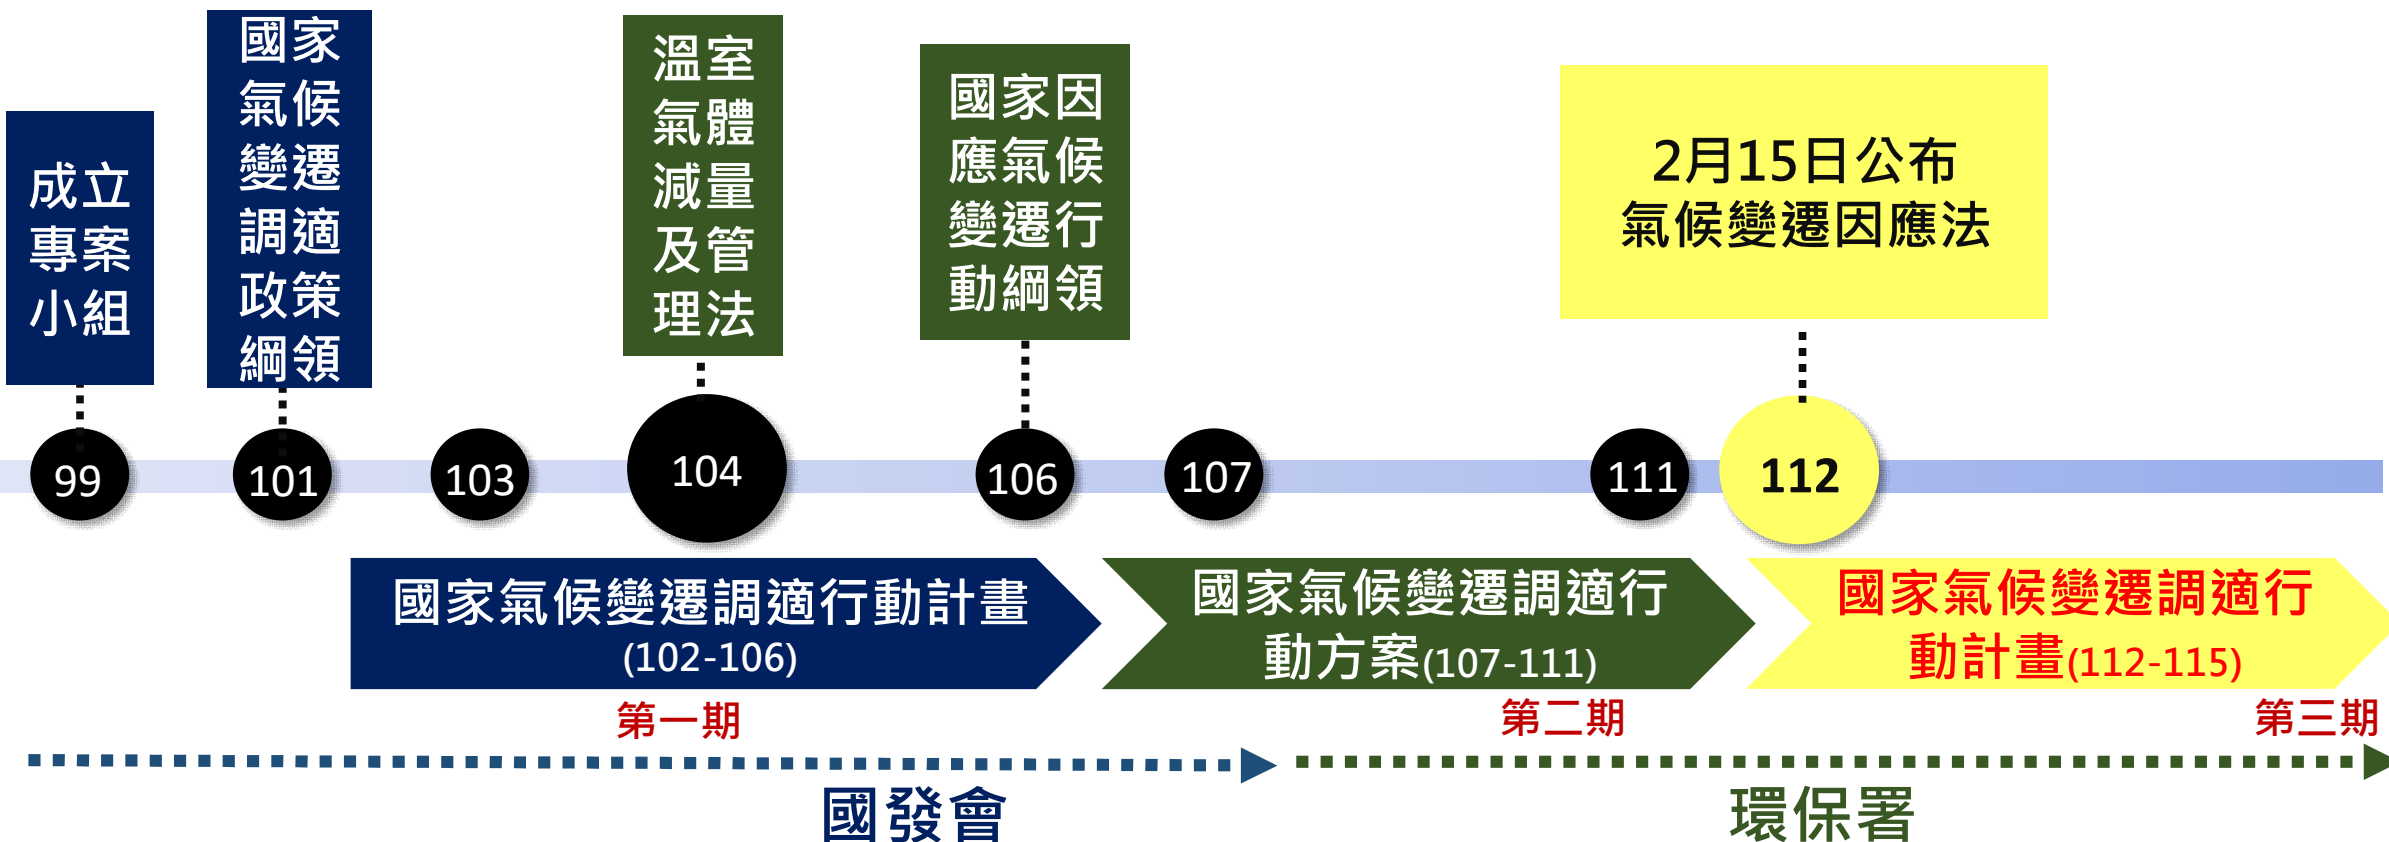 成立
專案
小組
國家
氣候
變遷
調適
政策
綱領
溫室
氣體
減量
及管
理法
國家因
應氣候
變遷行
動綱領
2月15日公布
氣候變遷因應法
99
101
103
104
106
107
111
112
國家氣候變遷調適行動計畫
(102-106)
國家氣候變遷調適行
動方案(107-111)
國家氣候變遷調適行
動計畫(112-115)
第一期
第二期
第三期
國發會
環保署